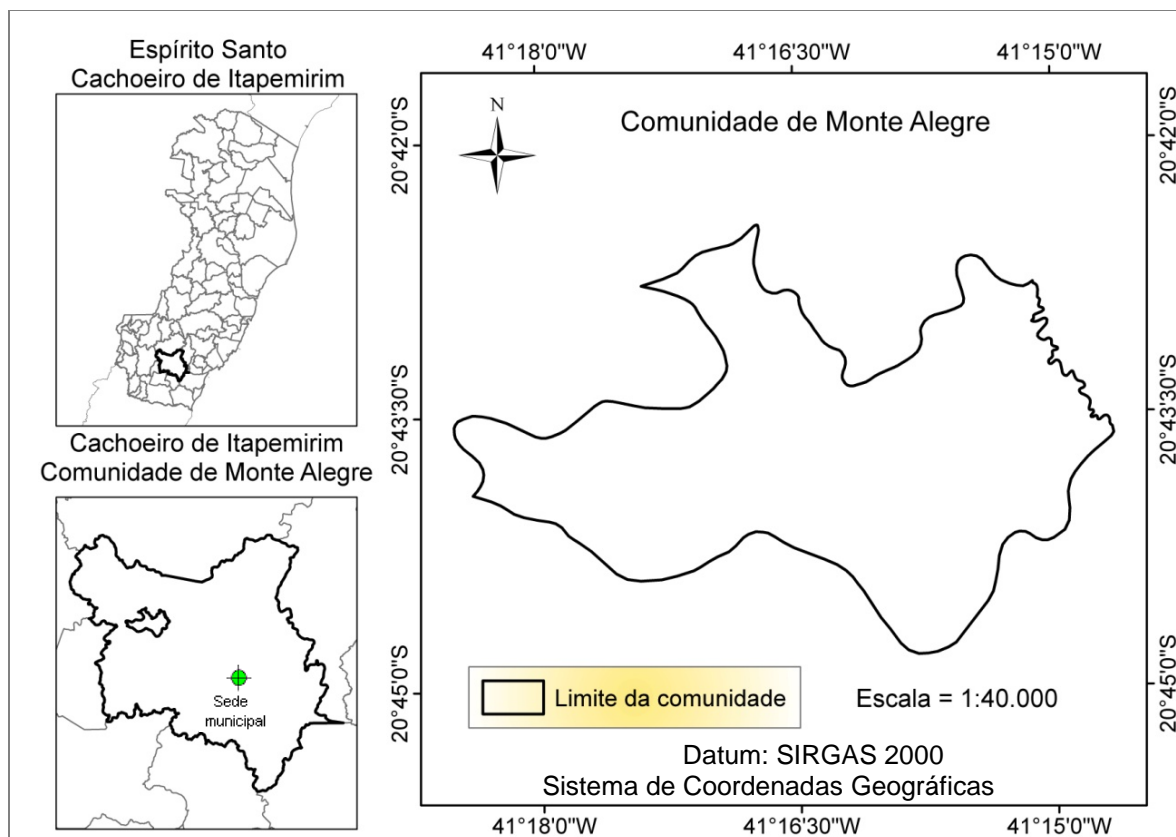 Espírito Santo
Cachoeiro de Itapemirim
Cachoeiro de Itapemirim
Comunidade de Monte Alegre
Sede
municipal
41°18'0"W 41°16'30"W 41°15'0"W
N
Comunidade de Monte Alegre
20°42'0"S
20°42'0"S
20°43'30"S
20°43'30"S
20°45'0"S
20°45'0"S
Limite da comunidade
Escala = 1:40.000
Datum: SIRGAS 2000
Sistema de Coordenadas Geográficas
41°18'0"W 41°16'30"W 41°15'0"W